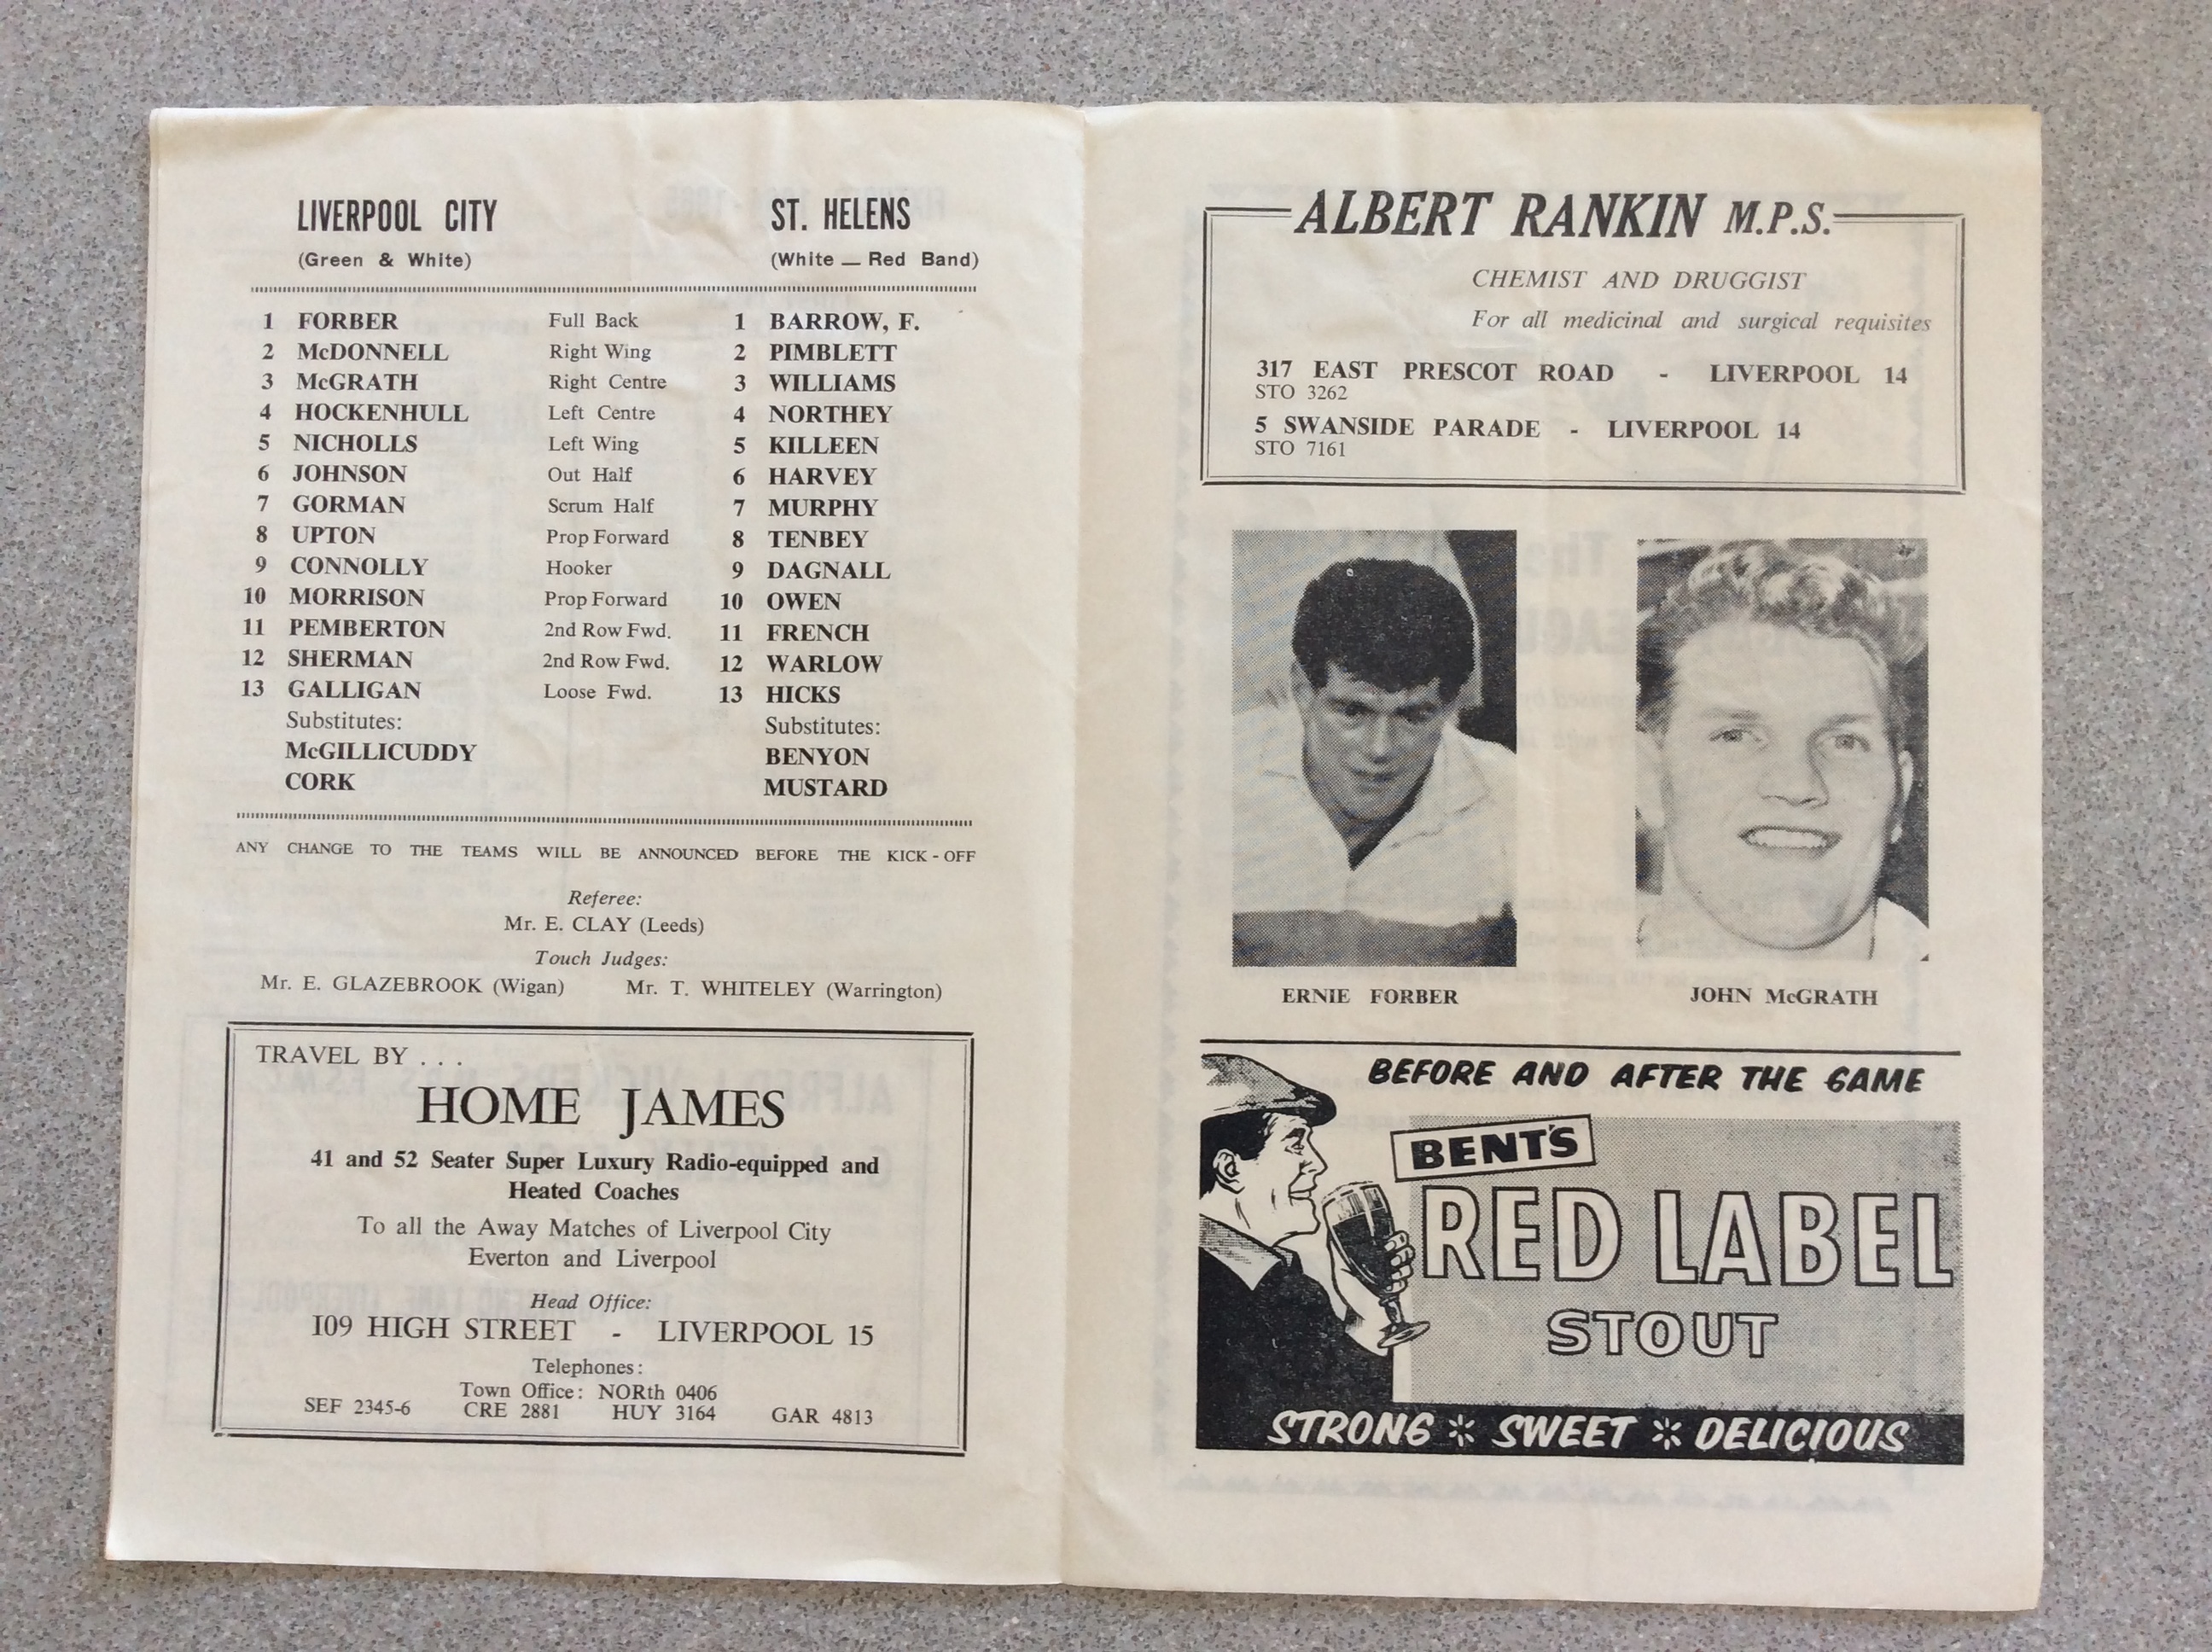 LIVERPOOL CITY ST. HELENS
(Green & White) (White — Red Band)
1 FORBER Full Back 1 BARROW, F.
2 McDONNELL Right Wing 2 PIMBLETT
3 McGRATH Right Centre 3 WILLIAMS
4 HOCKENHULL Left Centre 4 NORTHEY
5 NICHOLLS Left Wing 5 KILLEEN
6 JOHNSON Out Half 6 HARVEY
7 GORMAN Scrum Half 7 MURPHY
8 UPTON Prop Forward 8 TENBEY
9 CONNOLLY Hooker 9 DAGNALL
10 MORRISON Prop Forward 10 OWEN
11 PEMBERTON 2nd Row Fwd. 11 FRENCH
12 SHERMAN 2nd Row Fwd. 12 WARLOW
13 GALLIGAN Loose Fwd. 13 HICKS
Substitutes: Substitutes:
McGILLICUDDY BENYON
CORK MUSTARD
ANY CHANGE TO THE TEAMS WILL BE ANNOUNCED BEFORE THE KICK-OFF
Referee:
Mr. E. CLAY (Leeds)
Touch Judges:
Mr. E. GLAZEBROOK (Wigan) Mr. T. WHITELEY (Warrington)
TRAVEL BY . . .
HOME JAMES
41 and 52 Seater Super Luxury Radio-equipped and
Heated Coaches
To all the Away Matches of Liverpool City
Everton and Liverpool
Head Office:
109 HIGH STREET - LIVERPOOL 15
Telephones:
Town Office: NORth 0406
SEF 2345-6 CRE 2881 HUY 3164 GAR 4813
ALBERT RANKIN M.P.S.
CHEMIST AND DRUGGIST
For all medicinal and surgical requisites
317 EAST PRESCOT ROAD - LIVERPOOL 14
STO 3262
5 SWANSIDE PARADE - LIVERPOOL 14
STO 7161
ERNIE FORBER JOHN McGRATH
BEFORE AND AFTER THE GAME
BENT'S
RED LABEL
STOUT
STRONG * SWEET * DELICIOUS